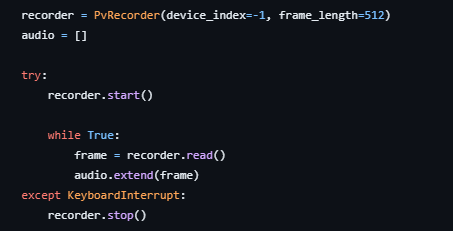 recorder = PvRecorder(device_index=-1, frame_length=512)
audio = []
try:
    recorder.start()
    while True:
        frame = recorder.read()
        audio.extend(frame)
except KeyboardInterrupt:
    recorder.stop()